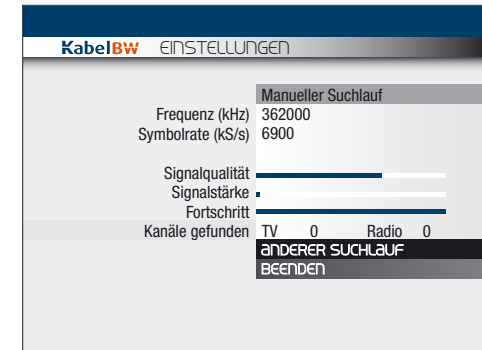 KabelBW EINSTELLUNGEN
Manueller Suchlauf
Frequenz (kHz) 362000
Symbolrate (kS/s) 6900
Signalqualität
Signalstärke
Fortschritt
Kanäle gefunden TV 0 Radio 0
ANDERER SUCHLAUF
BEENDEN